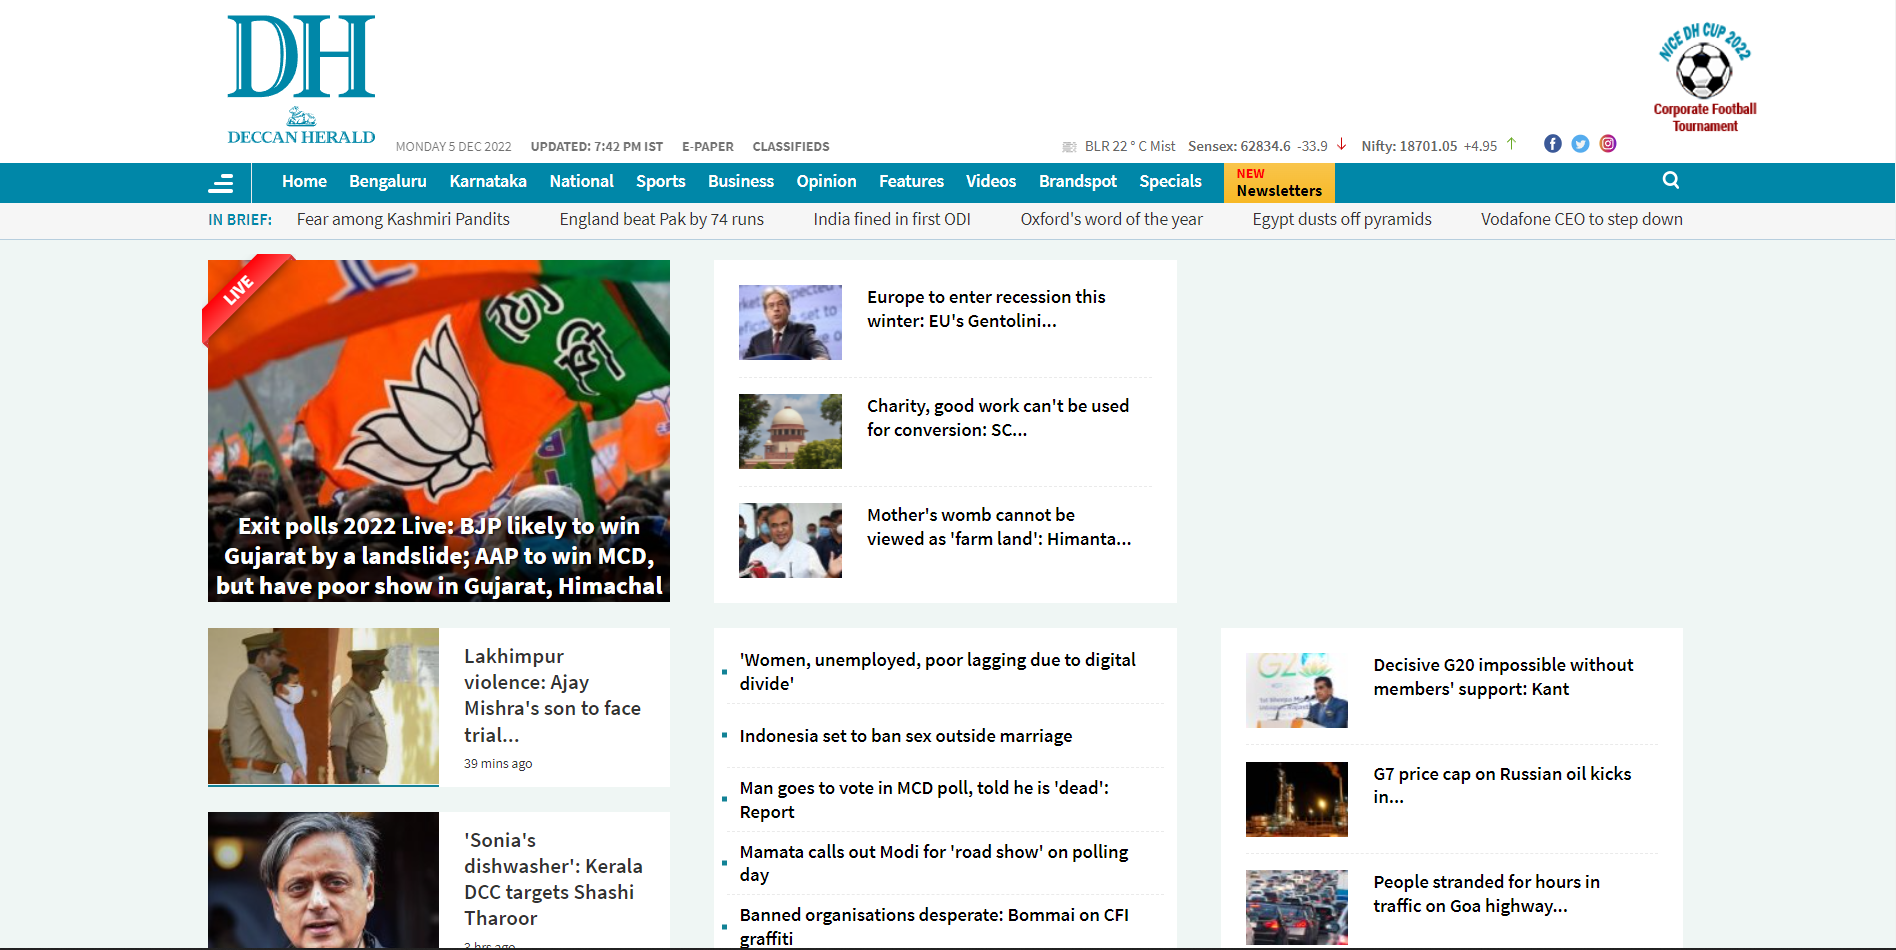 DH
DECCAN HERALD
MONDAY 5 DEC 2022 UPDATED: 7:42 PM IST E-PAPER CLASSIFIEDS
BLR 22 ° C Mist Sensex: 62834.6 -33.9 Nifty: 18701.05 +4.95
NICE DH CUP 2022
Corporate Football
Tournament
Home Bengaluru Karnataka National Sports Business Opinion Features Videos Brandspot Specials
NEW
Newsletters
IN BRIEF: Fear among Kashmiri Pandits England beat Pak by 74 runs India fined in first ODI Oxford's word of the year Egypt dusts off pyramids Vodafone CEO to step down
LIVE
Exit polls 2022 Live: BJP likely to win
Gujarat by a landslide; AAP to win MCD,
but have poor show in Gujarat, Himachal
Europe to enter recession this
winter: EU's Gentolini...
Charity, good work can't be used
for conversion: SC...
Mother's womb cannot be
viewed as 'farm land': Himanta...
Lakhimpur
violence: Ajay
Mishra's son to face
trial...
39 mins ago
'Sonia's
dishwasher': Kerala
DCC targets Shashi
Tharoor
3 hrs ago
'Women, unemployed, poor lagging due to digital
divide'
Indonesia set to ban sex outside marriage
Man goes to vote in MCD poll, told he is 'dead':
Report
Mamata calls out Modi for 'road show' on polling
day
Banned organisations desperate: Bommai on CFI
graffiti
Decisive G20 impossible without
members' support: Kant
G7 price cap on Russian oil kicks
in...
People stranded for hours in
traffic on Goa highway...